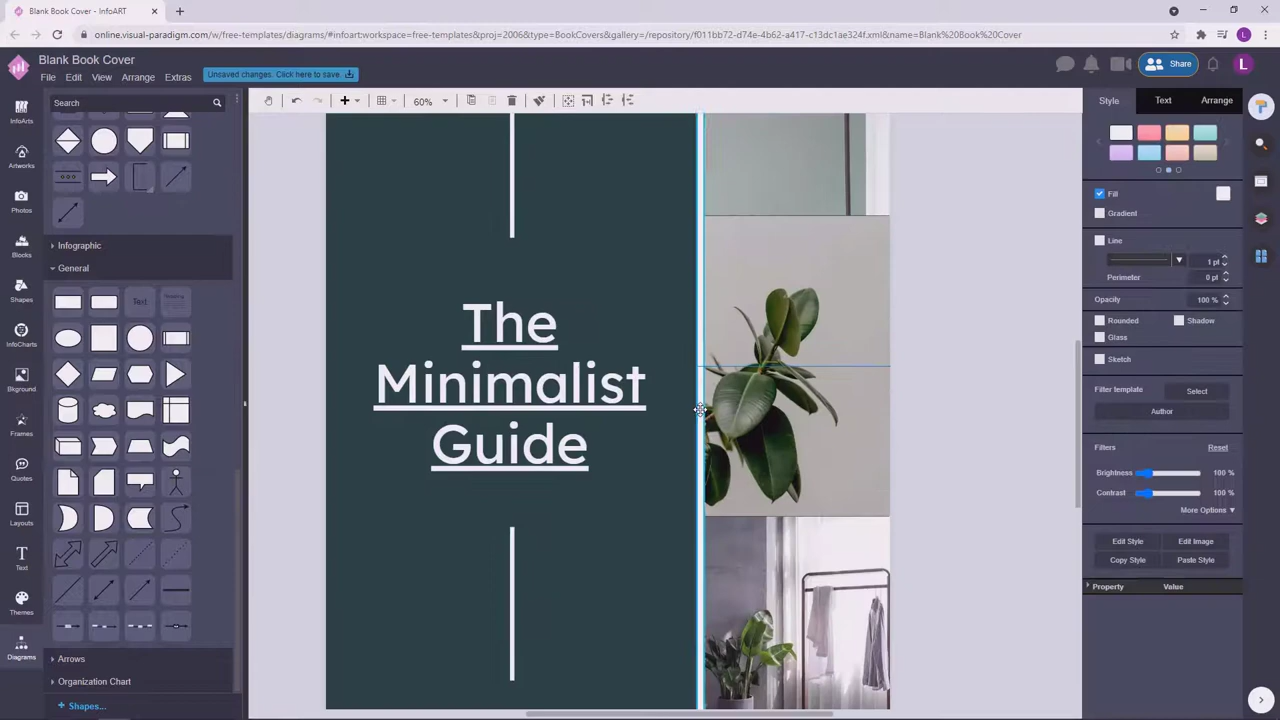 Blank Book Cover - InfoART
online.visual-paradigm.com/w/free-templates/diagrams/#infoart:workspace=free-templates&proj=2006&style=BookCovers&gallery=/repository/f011bb72-d74e-4b62-a417-c13dc1ae324f.xml&name=Blank%20Book%20Cover
L
Blank Book Cover
File Edit View Arrange Extras
Unsaved changes. Click here to save.
Share
L
Search
60%
Style Text Arrange
InfoArts
Artworks
Photos
Blocks
Shapes
InfoCharts
Bkground
Frames
Quotes
Layouts
Text
Themes
Diagrams
Infographic
General
Text
Arrows
Organization Chart
+ Shapes...
The
Minimalist
Guide
Fill
Gradient
Line
1 pt
Perimeter 0 pt
Opacity 100 %
Rounded Shadow
Glass
Sketch
Filter template Select
Author
Filters Reset
Brightness 100 %
Contrast 100 %
More Options ▼
Edit Style Edit Image
Copy Style Paste Style
Property Value